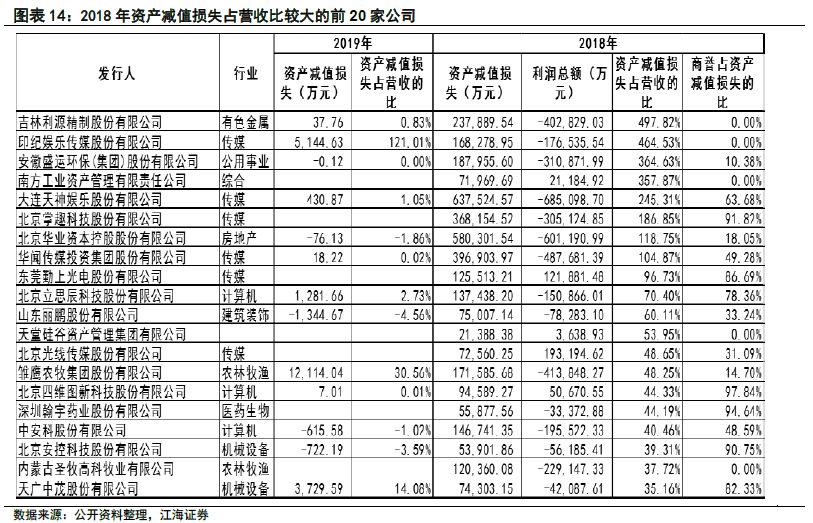 图表 14：2018 年资产减值损失占营收比较大的前 20 家公司
发行人 行业 2019年 2018年
资产减值损失（万元） 资产减值损失占营收的比 资产减值损失（万元） 利润总额（万元） 资产减值损失占营收的比 商誉占资产减值损失的比
吉林利源精制股份有限公司 有色金属 37.76 0.83% 237,889.54 -402,829.03 497.82% 0.00%
印纪娱乐传媒股份有限公司 传媒 5,144.63 121.01% 168,278.95 -176,535.54 464.53% 0.00%
安徽盛运环保(集团)股份有限公司 公用事业 -0.12 0.00% 187,955.60 -310,871.99 364.63% 10.38%
南方工业资产管理有限责任公司 综合 71,969.69 21,184.92 357.87% 0.00%
大连天神娱乐股份有限公司 传媒 430.87 1.05% 637,524.57 -685,098.70 245.31% 63.68%
北京掌趣科技股份有限公司 传媒 368,154.52 -305,124.85 186.85% 91.82%
北京华业资本控股股份有限公司 房地产 -76.13 -1.86% 580,301.54 -601,190.99 118.75% 18.05%
华闻传媒投资集团股份有限公司 传媒 18.22 0.02% 396,903.97 -487,681.39 104.87% 49.28%
东莞勤上光电股份有限公司 传媒 125,513.21 121,881.48 96.73% 86.69%
北京立思辰科技股份有限公司 计算机 1,281.66 2.73% 137,438.20 -150,866.01 70.40% 78.36%
山东丽鹏股份有限公司 建筑装饰 -1,344.67 -4.56% 75,007.14 -78,283.10 60.11% 33.24%
天堂硅谷资产管理集团有限公司 21,388.38 3,638.93 53.95% 0.00%
北京光线传媒股份有限公司 传媒 72,560.25 193,194.62 48.65% 31.09%
雏鹰农牧集团股份有限公司 农林牧渔 12,114.04 30.56% 171,585.68 -413,848.27 48.25% 14.70%
北京四维图新科技股份有限公司 计算机 7.01 0.01% 94,589.27 50,670.55 44.33% 97.84%
深圳翰宇药业股份有限公司 医药生物 55,877.56 -33,372.88 44.19% 94.64%
中安科股份有限公司 计算机 -615.58 -1.02% 146,741.35 -195,522.33 40.46% 48.59%
北京安控科技股份有限公司 机械设备 -722.19 -3.59% 53,901.86 -56,185.41 39.31% 90.75%
内蒙古圣牧高科牧业有限公司 农林牧渔 120,360.08 -229,147.33 37.72% 0.00%
天广中茂股份有限公司 机械设备 3,729.59 14.08% 74,303.15 -42,087.61 35.16% 82.33%
数据来源：公开资料整理，江海证券